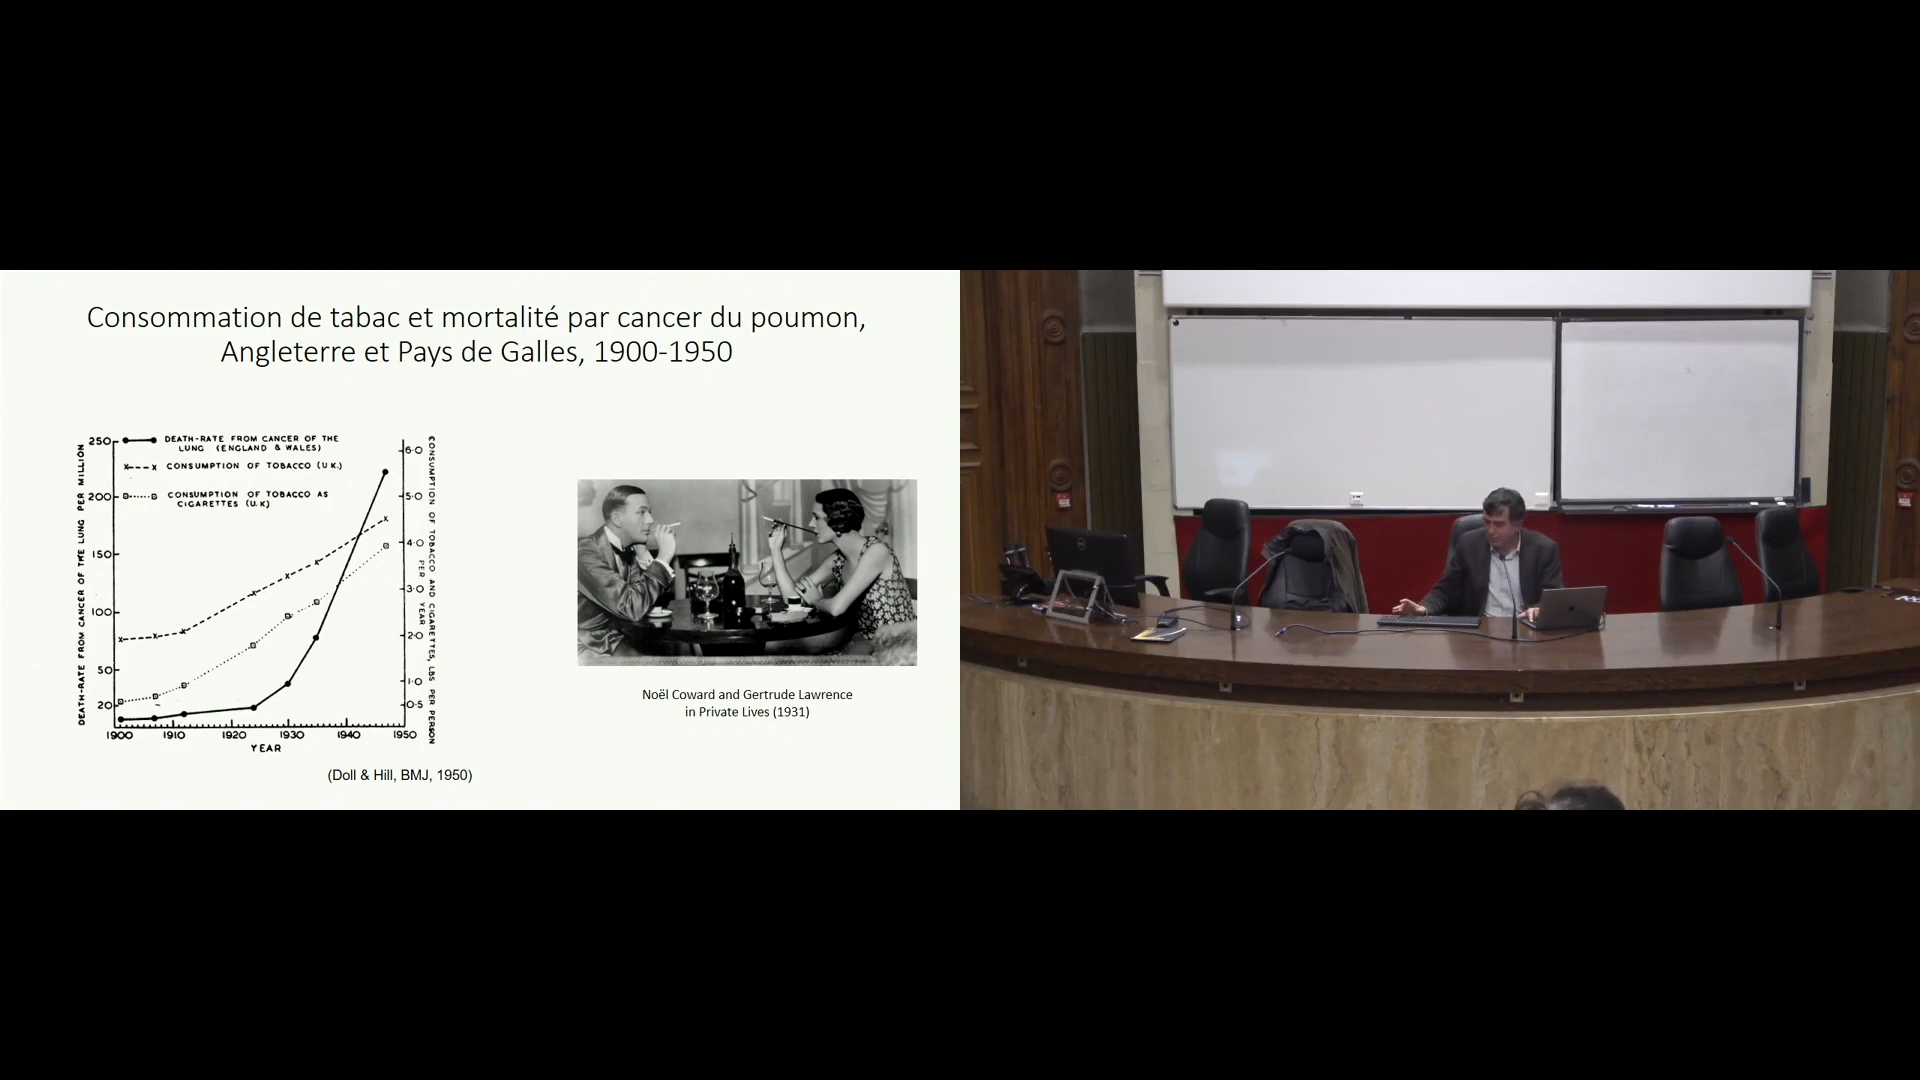 Consommation de tabac et mortalité par cancer du poumon,
Angleterre et Pays de Galles, 1900-1950
DEATH-RATE FROM CANCER OF THE
LUNG (ENGLAND & WALES)
CONSUMPTION OF TOBACCO (U.K.)
CONSUMPTION OF TOBACCO AS
CIGARETTES (U.K)
DEATH-RATE FROM CANCER OF THE LUNG PER MILLION
250
200
150
100
50
20
6·0
5·0
4·0
3·0
2·0
1·0
0·5
CONSUMPTION OF TOBACCO AND CIGARETTES, LBS PER PERSON
PER YEAR
1900 1910 1920 1930 1940 1950
YEAR
(Doll & Hill, BMJ, 1950)
Noël Coward and Gertrude Lawrence
in Private Lives (1931)
DELL